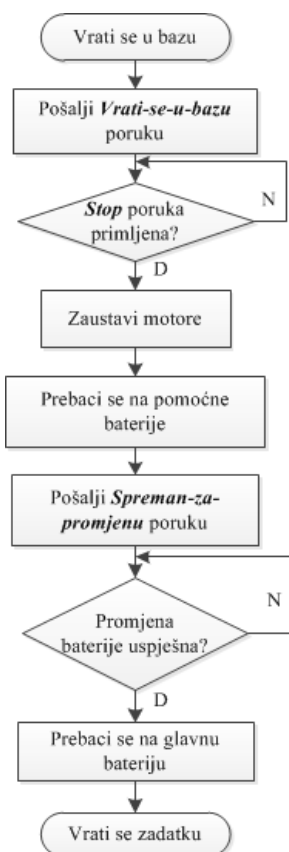 Vrati se u bazu
Pošalji Vrati-se-u-bazu
poruku
N
Stop poruka
primljena?
D
Zaustavi motore
Prebaci se na pomoćne
baterije
Pošalji Spreman-za-
promjenu poruku
N
Promjena
baterije uspješna?
D
Prebaci se na glavnu
bateriju
Vrati se zadatku